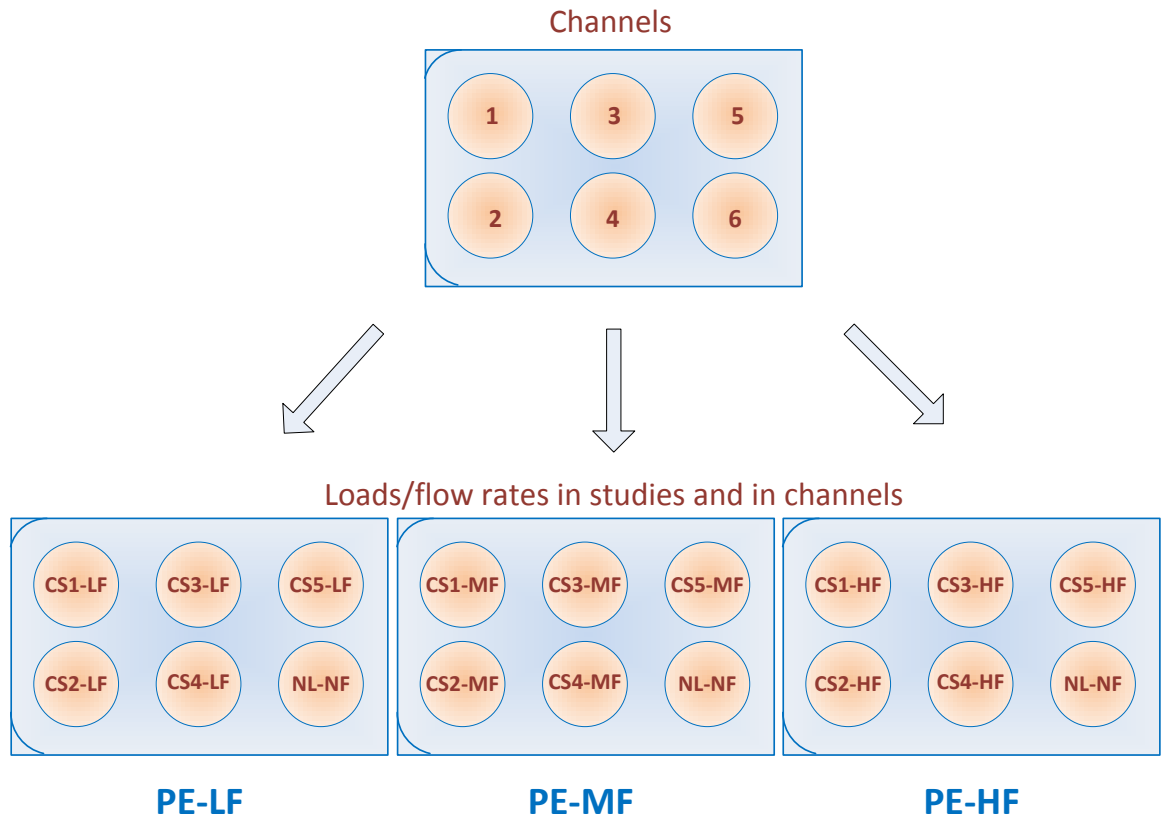 Channels
1 3 5
2 4 6
Loads/flow rates in studies and in channels
CS1-LF CS3-LF CS5-LF CS1-MF CS3-MF CS5-MF CS1-HF CS3-HF CS5-HF
CS2-LF CS4-LF NL-NF CS2-MF CS4-MF NL-NF CS2-HF CS4-HF NL-NF
PE-LF PE-MF PE-HF